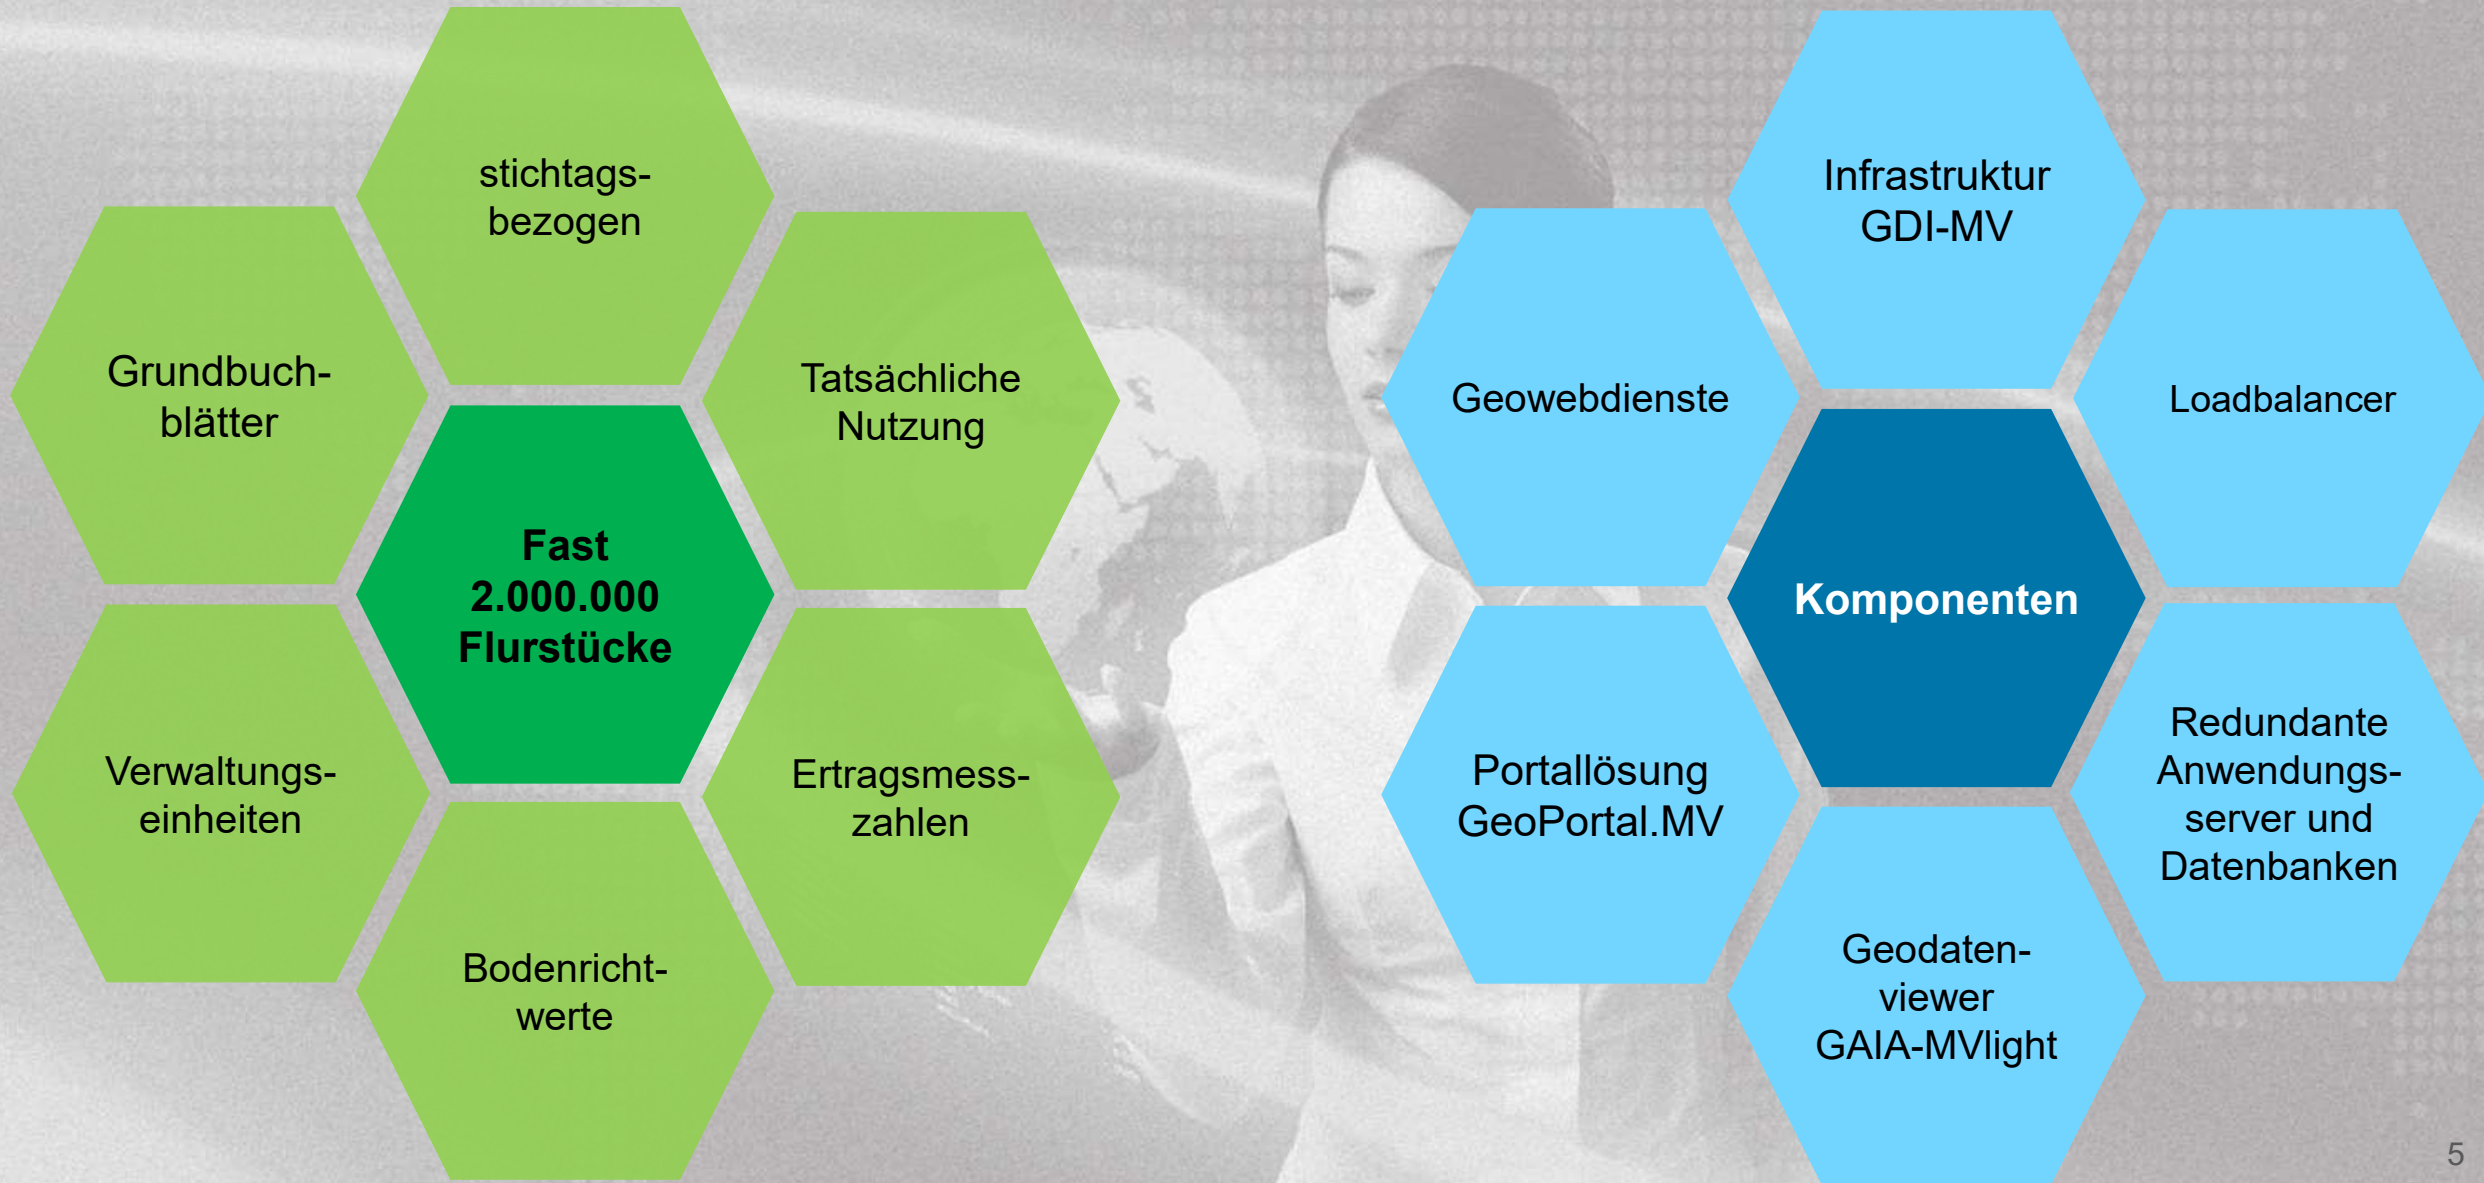 stichtags-
bezogen
Grundbuch-
blätter
Tatsächliche
Nutzung
Fast
2.000.000
Flurstücke
Verwaltungs-
einheiten
Ertragsmess-
zahlen
Bodenricht-
werte
Infrastruktur
GDI-MV
Geowebdienste
Loadbalancer
Komponenten
Portallösung
GeoPortal.MV
Redundante
Anwendungs-
server und
Datenbanken
Geodaten-
viewer
GAIA-MVlight
5